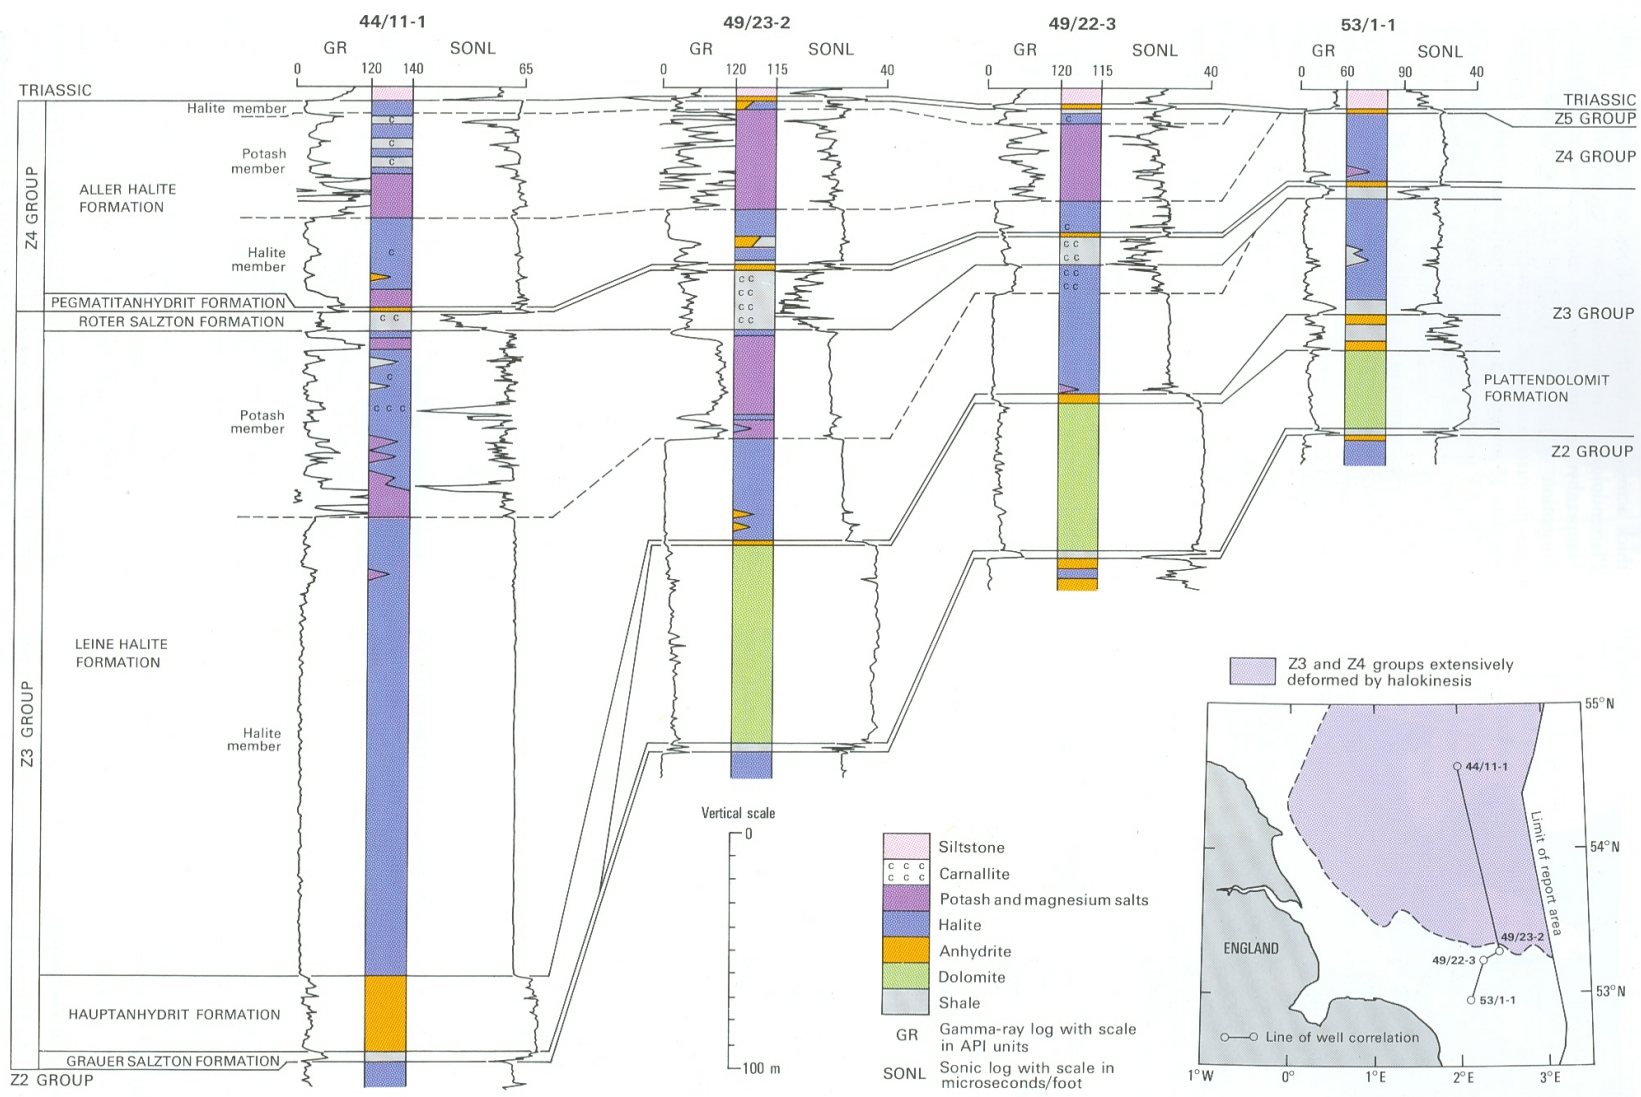 44/11-1
49/23-2
49/22-3
53/1-1
GR SONL
GR SONL
GR SONL
GR SONL
0 120 140 65
0 120 115 40
0 120 115 40
0 60 90 40
TRIASSIC
Halite member
Potash
member
Z4 GROUP
ALLER HALITE
FORMATION
Halite
member
PEGMATITANHYDRIT FORMATION
ROTER SALZTON FORMATION
Potash
member
Z3 GROUP
LEINE HALITE
FORMATION
Halite
member
HAUPTANHYDRIT FORMATION
GRAUER SALZTON FORMATION
Z2 GROUP
c
c
c
c
c c
c
c c c
c c
c c
c c
c c
c
c
c c
c c
c c
c c
TRIASSIC
Z5 GROUP
Z4 GROUP
Z3 GROUP
PLATTENDOLOMIT
FORMATION
Z2 GROUP
Vertical scale
0
100 m
c c c
c c c
Siltstone
Carnallite
Potash and magnesium salts
Halite
Anhydrite
Dolomite
Shale
GR Gamma-ray log with scale
in API units
SONL Sonic log with scale in
microseconds/foot
Z3 and Z4 groups extensively
deformed by halokinesis
55°N
44/11-1
Limit of report area
54°N
49/23-2
ENGLAND
49/22-3
53/1-1
53°N
Line of well correlation
1°W 0° 1°E 2°E 3°E